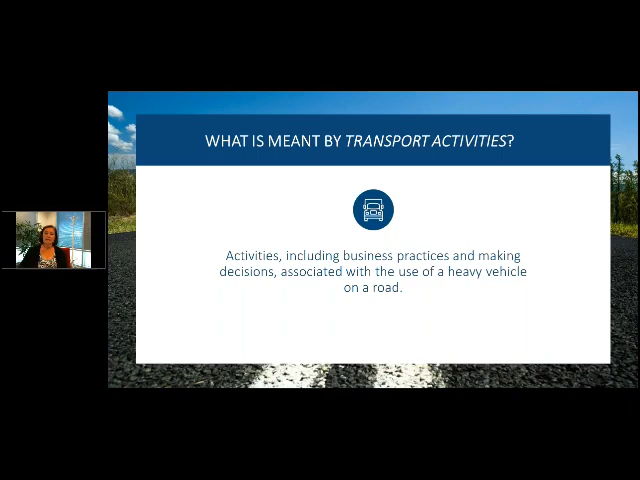 WHAT IS MEANT BY TRANSPORT ACTIVITIES?
Activities, including business practices and making
decisions, associated with the use of a heavy vehicle
on a road.